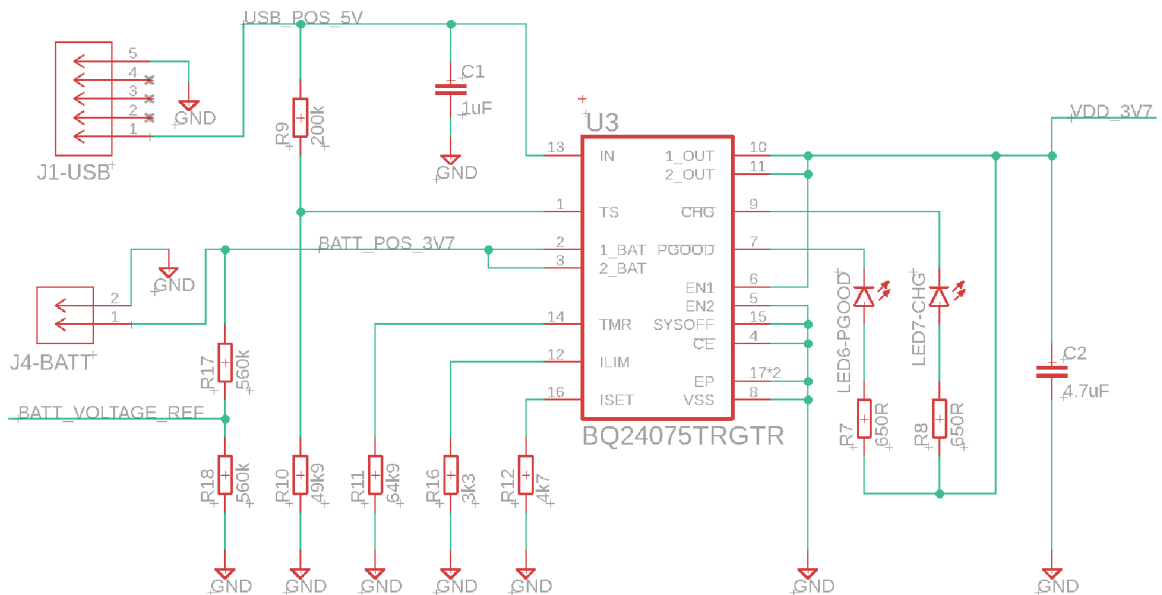 USB_POS_5V
5
4
3
2
1
J1-USB
GND
R9
200k
C1
1uF
GND
U3
VDD_3V7
13
IN
1
TS
2
1_BAT
3
2_BAT
14
TMR
12
ILIM
16
ISET
1_OUT
10
2_OUT
11
CHG
9
PGOOD
7
EN1
6
EN2
5
SYSOFF
15
CE
4
EP
17*2
VSS
8
BQ24075TRGTR
BATT_POS_3V7
GND
2
1
J4-BATT
R17
560k
BATT_VOLTAGE_REF
LED6-PGOOD
LED7-CHG
C2
4.7uF
R7
650R
R8
650R
R18
560k
R10
49k9
R11
64k9
R16
3k3
R12
4k7
GND
GND
GND
GND
GND
GND
GND